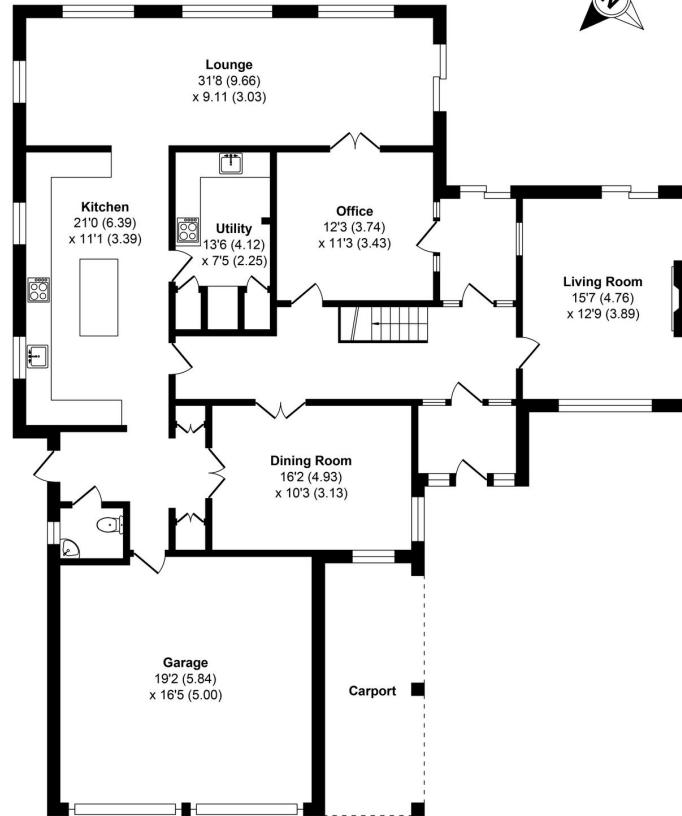 Lounge
31'8 (9.66)
x 9.11 (3.03)
Kitchen
21'0 (6.39)
x 11'1 (3.39)
Utility
13'6 (4.12)
x 7'5 (2.25)
Office
12'3 (3.74)
x 11'3 (3.43)
Living Room
15'7 (4.76)
x 12'9 (3.89)
Dining Room
16'2 (4.93)
x 10'3 (3.13)
Garage
19'2 (5.84)
x 16'5 (5.00)
Carport